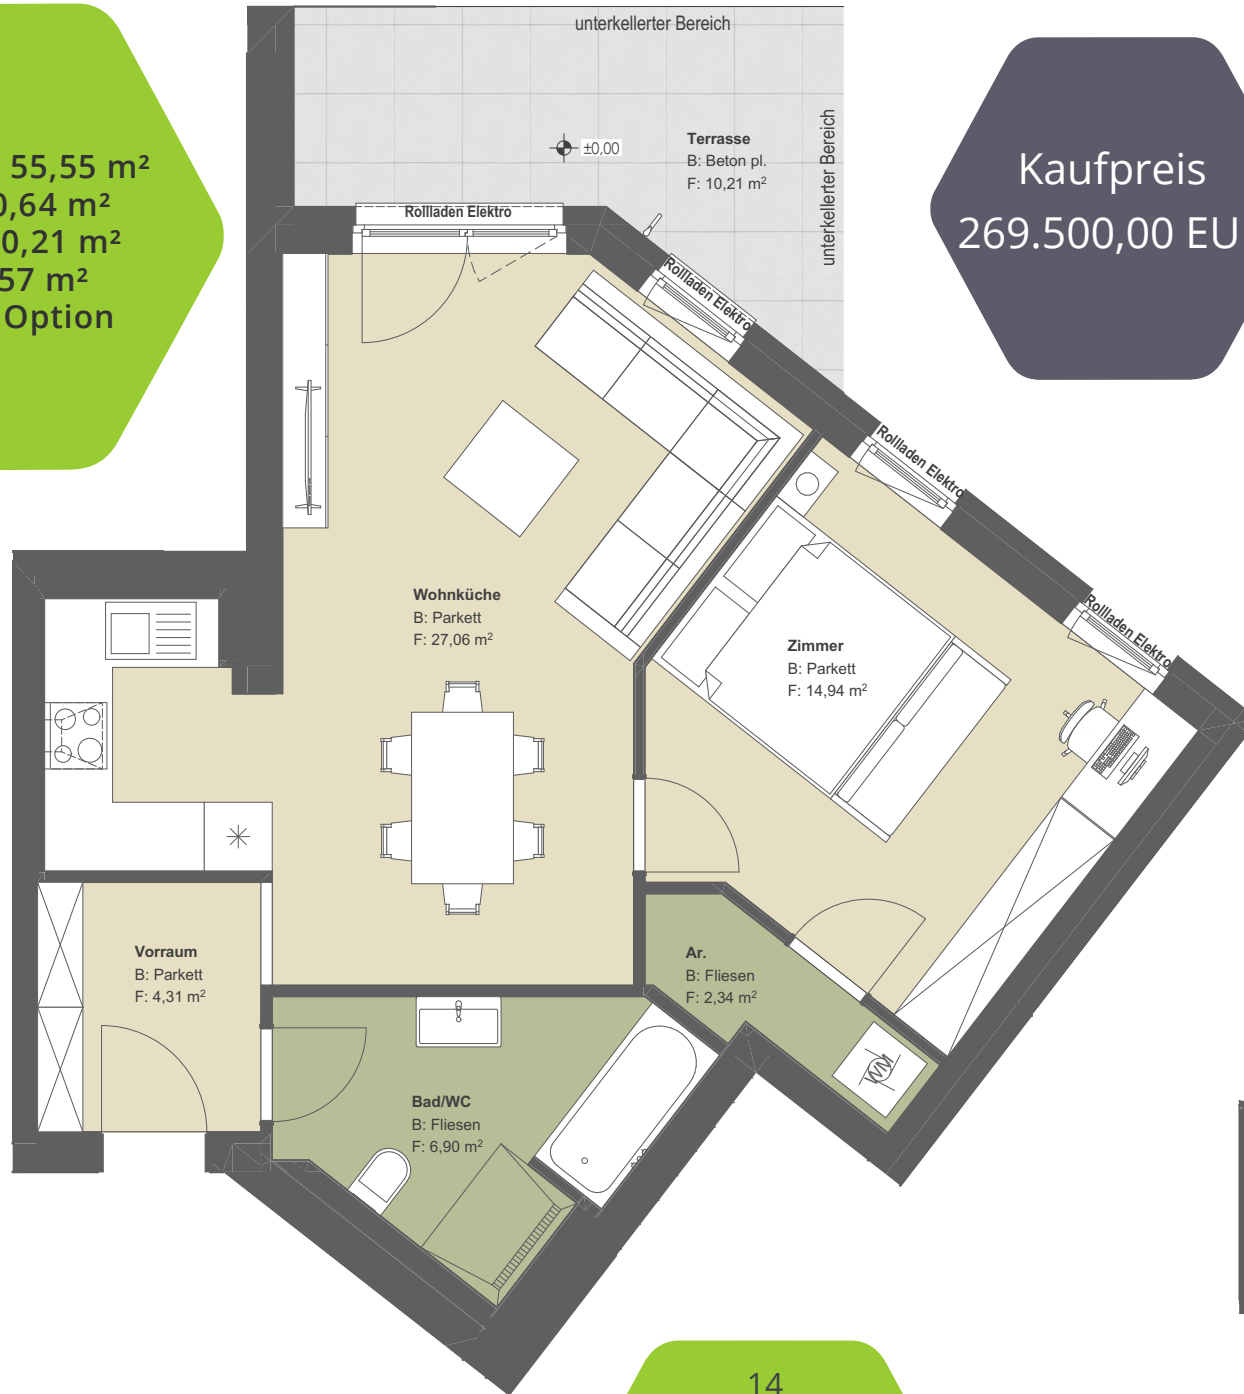 unterkellerter Bereich
55,55 m²
0,64 m²
0,21 m²
57 m²
Option
Kaufpreis
269.500,00 EU
±0,00
Terrasse
B: Beton pl.
F: 10,21 m²
unterkellerter Bereich
Rollladen Elektro
Rollladen Elektro
Rollladen Elektro
Rollladen Elektro
Wohnküche
B: Parkett
F: 27,06 m²
Zimmer
B: Parkett
F: 14,94 m²
Vorraum
B: Parkett
F: 4,31 m²
Ar.
B: Fliesen
F: 2,34 m²
WM
Bad/WC
B: Fliesen
F: 6,90 m²
14